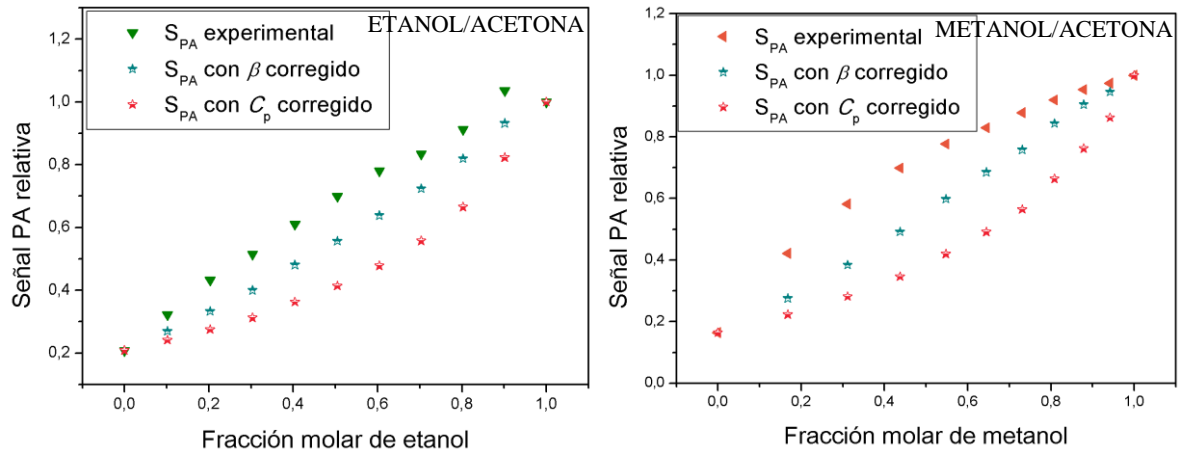 ETANOL/ACETONA
S_PA experimental
S_PA con β corregido
S_PA con C_p corregido
1,2
1,0
0,8
0,6
0,4
0,2
0,0 0,2 0,4 0,6 0,8 1,0
Señal PA relativa
Fracción molar de etanol
METANOL/ACETONA
S_PA experimental
S_PA con β corregido
S_PA con C_p corregido
1,2
1,0
0,8
0,6
0,4
0,2
0,0
0,0 0,2 0,4 0,6 0,8 1,0
Señal PA relativa
Fracción molar de metanol